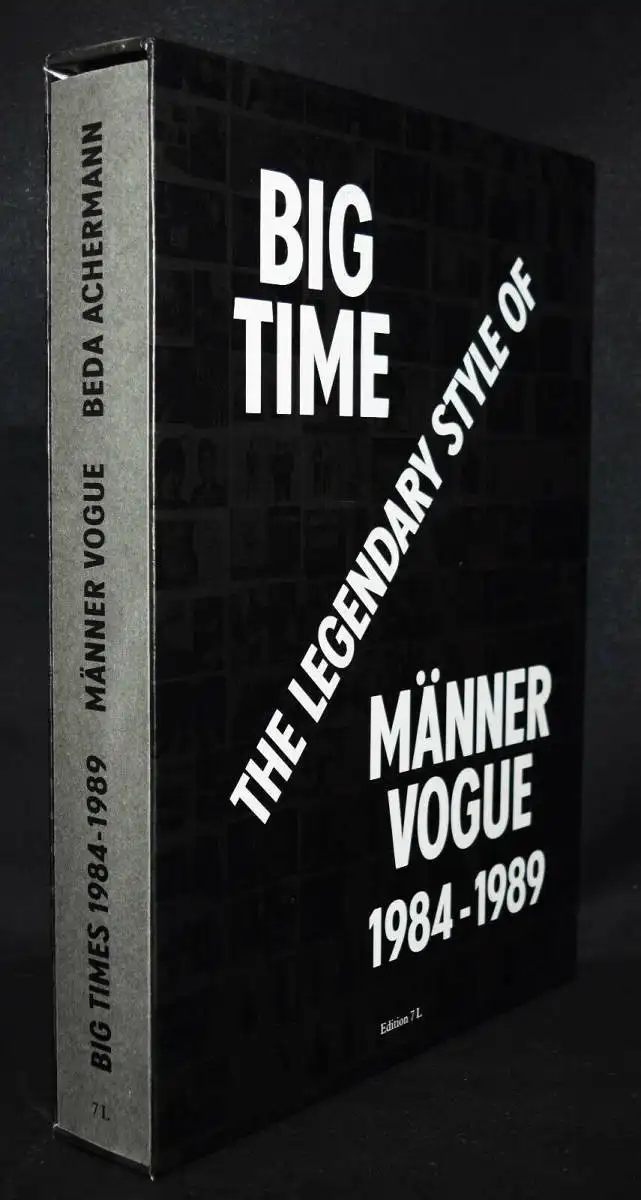 BIG
TIME
THE LEGENDARY STYLE OF
MÄNNER
VOGUE
1984-1989
Edition 7 L
BIG TIMES 1984-1989 MÄNNER VOGUE BEDA ACHERMANN
7 L